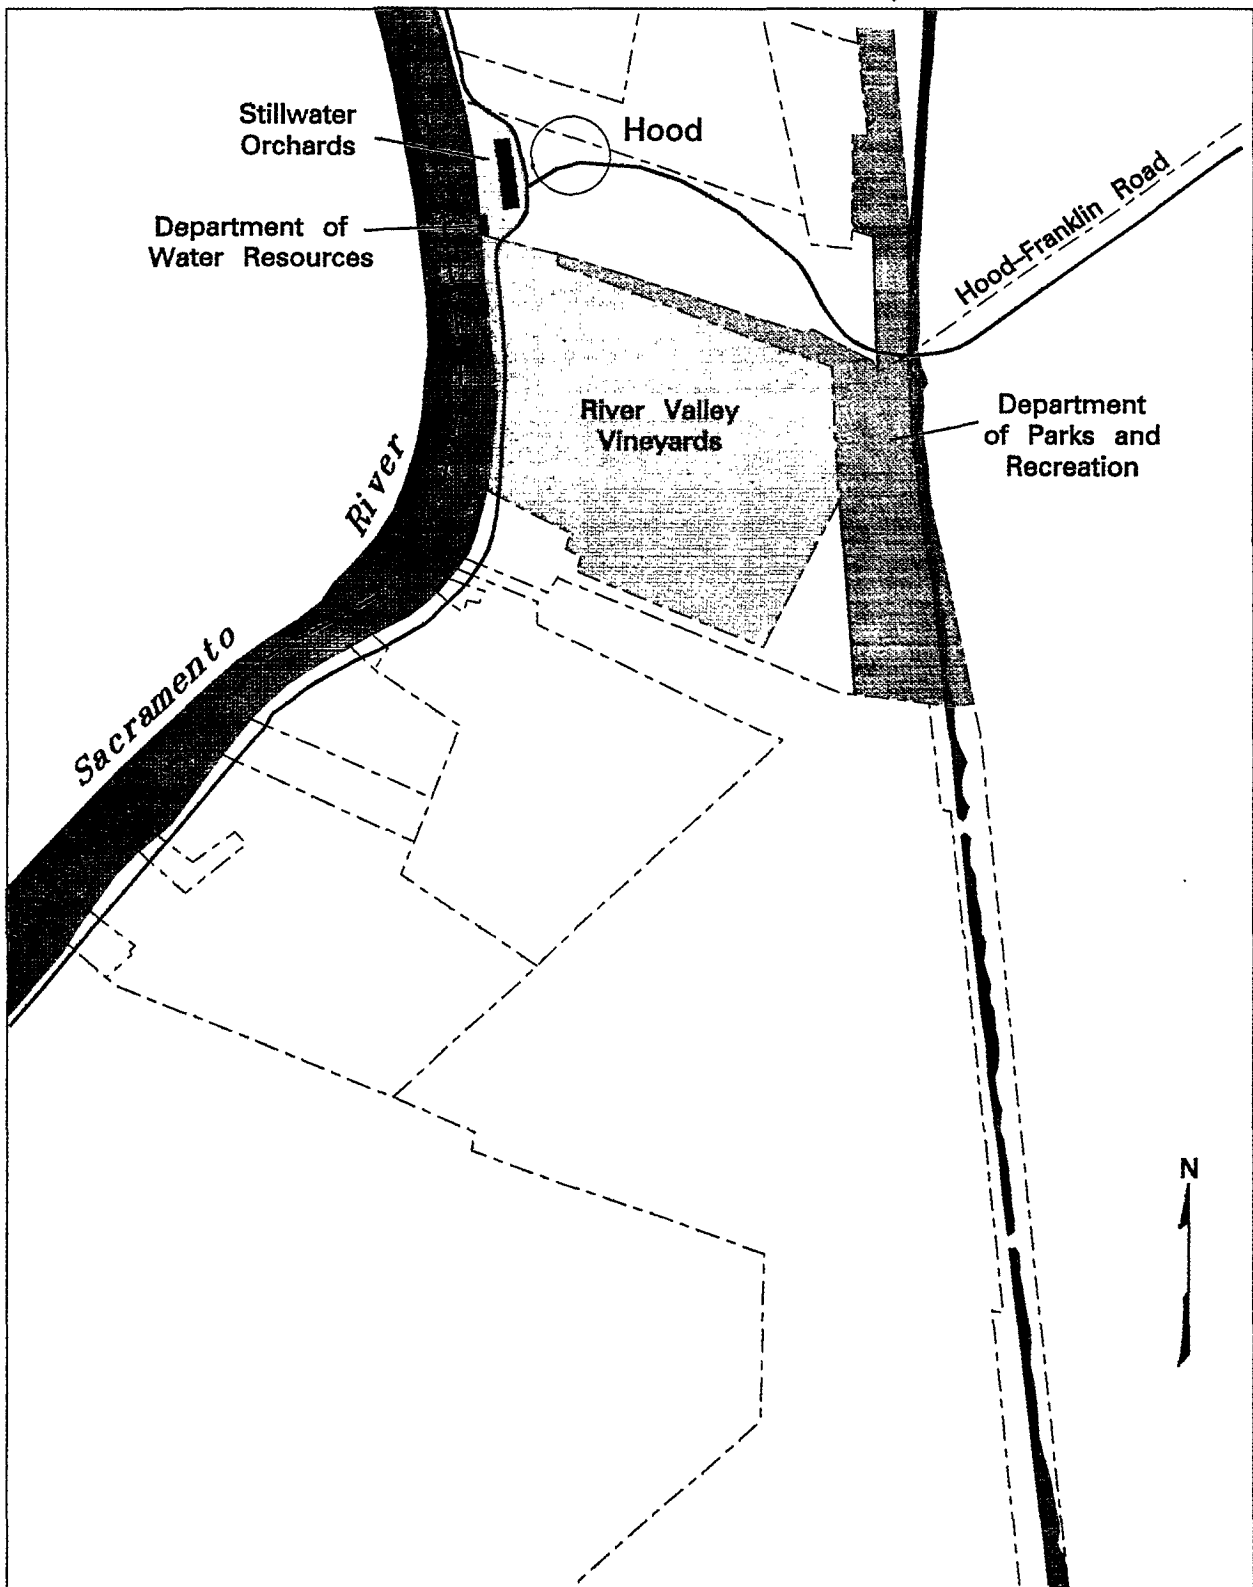 Stillwater
Orchards
Hood
Department of
Water Resources
Hood-Franklin Road
River Valley
Vineyards
Department
of Parks and
Recreation
Sacramento River
N